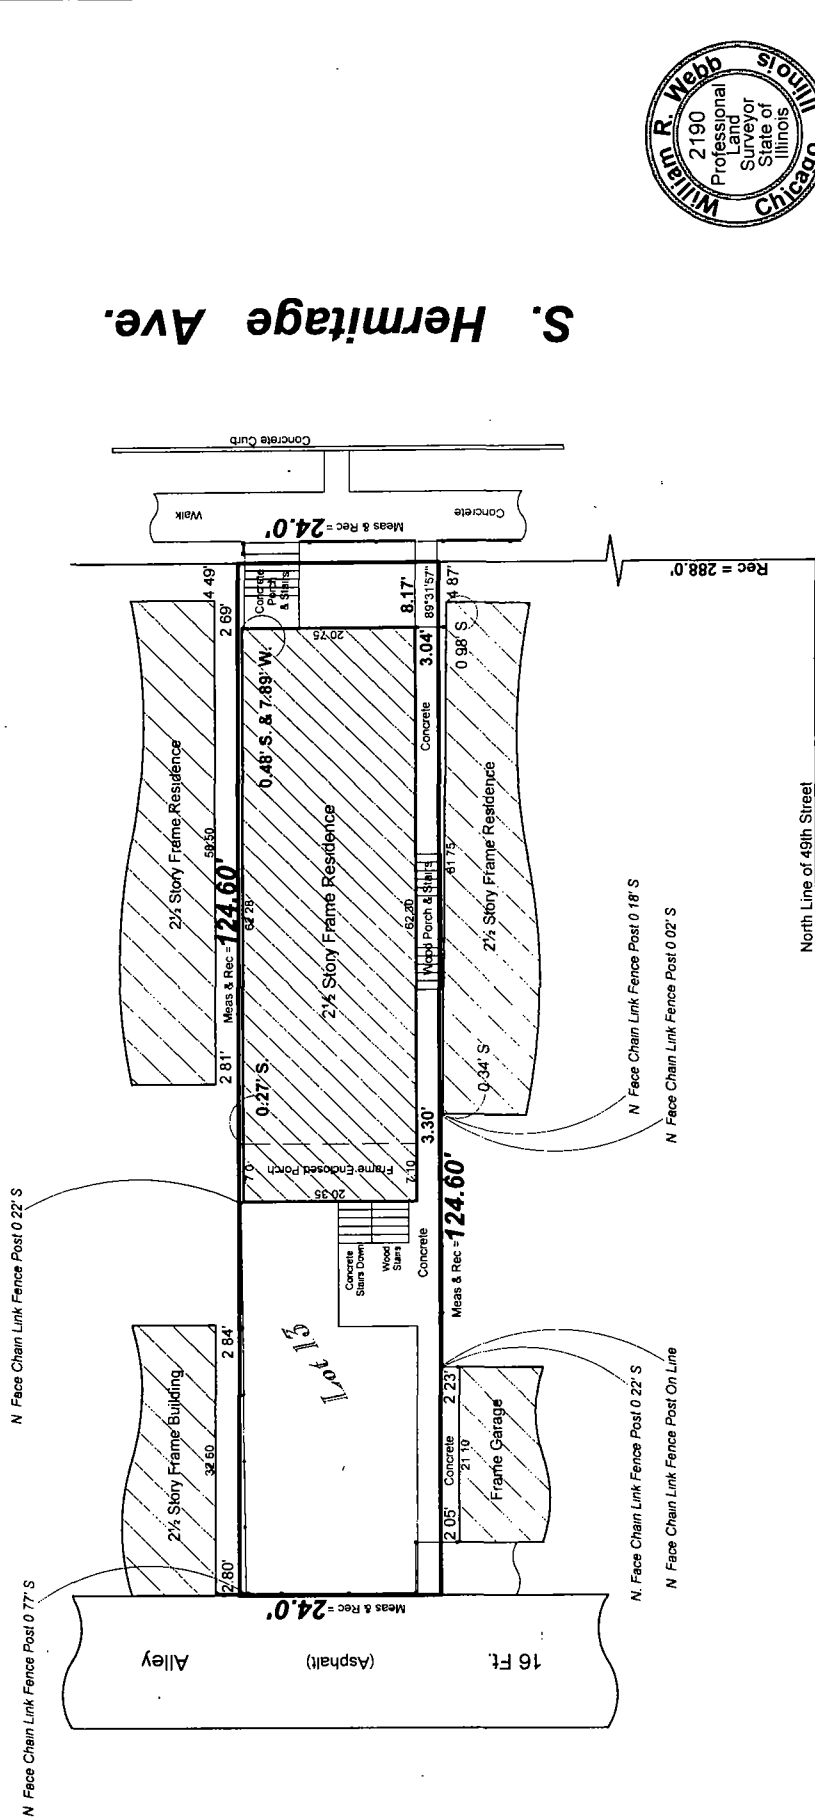 William R. Webb
Chicago
Illinois
2190
Professional
Land
Surveyor
State of
Illinois
S. Hermitage Ave.
Concrete Curb
Walk
Meas & Rec = 24.0'
Concrete
Rec = 288.0'
4 49'
2 69'
Concrete
Porch
& Stairs
8.17'
89°31'57"
4 87'
20 75
3.04'
0 98' S
0.48' S. & 7.89' W.
2½ Story Frame Residence
58 50
Meas & Rec = 124.60'
62 28
2½ Story Frame Residence
62.80
Concrete
Wood Porch & Stairs
61 75
2½ Story Frame Residence
North Line of 49th Street
2 81'
0.27' S.
3.30'
0.34' S
N Face Chain Link Fence Post 0 18' S
N Face Chain Link Fence Post 0 02' S
Frame Enclosed Porch
7.10
20 35
N Face Chain Link Fence Post 0 22' S
Concrete
Stairs Down
Wood
Stairs
Concrete
Meas & Rec = 124.60'
Lot 13
2 84'
2½ Story Frame Building
32 60
2.80'
2 23'
Concrete
2 05'
21 10
Frame Garage
N. Face Chain Link Fence Post 0 22' S
N Face Chain Link Fence Post On Line
N Face Chain Link Fence Post 0 77' S
Meas & Rec = 24.0'
16 Ft.
(Asphalt)
Alley